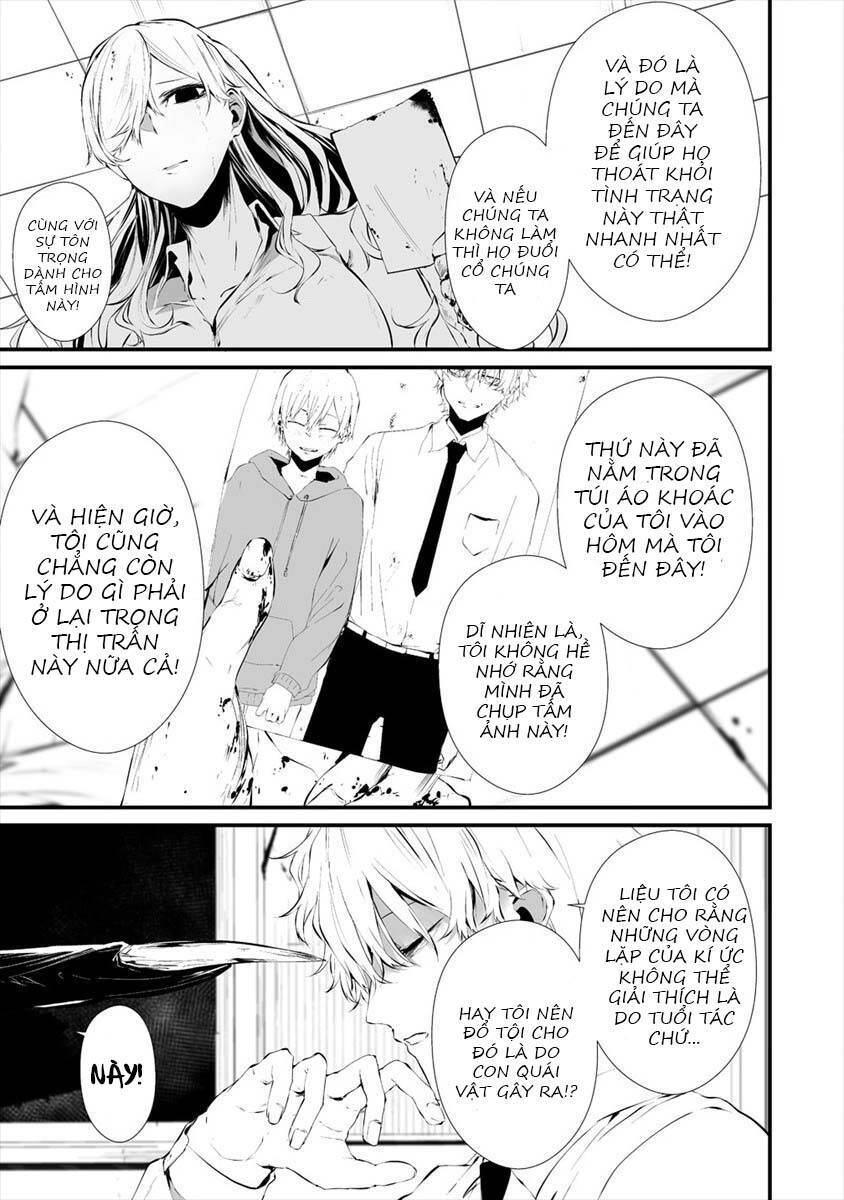 VÀ ĐÓ LÀ
LÝ DO MÀ
CHÚNG TA
ĐẾN ĐÂY
ĐỂ GIÚP HỌ
THOÁT KHỎI
TÌNH TRẠNG
NÀY THẬT
NHANH NHẤT
CÓ THỂ!
VÀ NẾU
CHÚNG TA
KHÔNG LÀM
THÌ HỌ ĐUỔI
CỔ CHÚNG
TA
CÙNG VỚI
SỰ TÔN
TRỌNG
DÀNH CHO
TẤM HÌNH
NÀY!
THỨ NÀY ĐÃ
NẰM TRONG
TÚI ÁO KHOÁC
CỦA TÔI VÀO
HÔM MÀ TÔI
ĐẾN ĐÂY!
DĨ NHIÊN LÀ,
TÔI KHÔNG HỀ
NHỚ RẰNG
MÌNH ĐÃ
CHỤP TẤM
ẢNH NÀY!
VÀ HIỆN GIỜ,
TÔI CŨNG
CHẲNG CÒN
LÝ DO GÌ PHẢI
Ở LẠI TRONG
THỊ TRẤN
NÀY NỮA CẢ!
LIỆU TÔI CÓ
NÊN CHO RẰNG
NHỮNG VÒNG
LẶP CỦA KÍ ỨC
KHÔNG THỂ
GIẢI THÍCH LÀ
DO TUỔI TÁC
CHỨ...
HAY TÔI NÊN
ĐỔ TỘI CHO
ĐÓ LÀ DO
CON QUÁI
VẬT GÂY RA!?
NÀY!